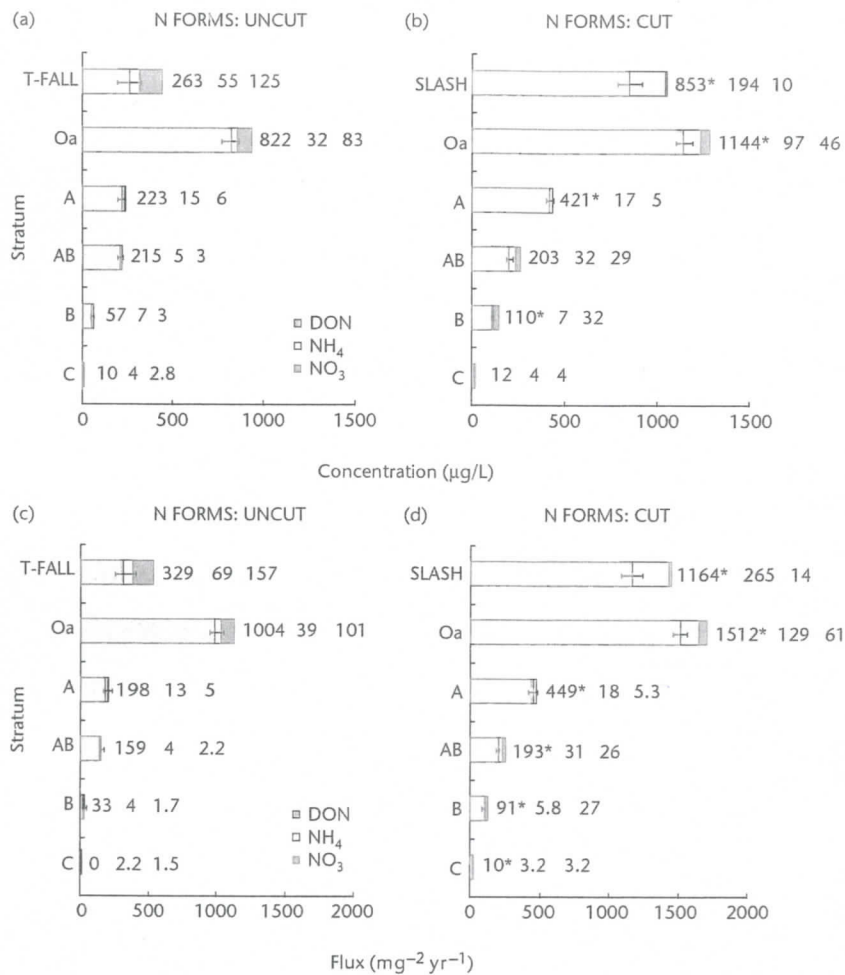 (a) N FORMS: UNCUT
T-FALL 263 55 125
Oa 822 32 83
A 223 15 6
AB 215 5 3
B 57 7 3
C 10 4 2.8
Stratum
DON
NH4
NO3
0 500 1000 1500
(b) N FORMS: CUT
SLASH 853* 194 10
Oa 1144* 97 46
A 421* 17 5
AB 203 32 29
B 110* 7 32
C 12 4 4
0 500 1000 1500
Concentration (µg/L)
(c) N FORMS: UNCUT
T-FALL 329 69 157
Oa 1004 39 101
A 198 13 5
AB 159 4 2.2
B 33 4 1.7
C 0 2.2 1.5
Stratum
DON
NH4
NO3
0 500 1000 1500 2000
(d) N FORMS: CUT
SLASH 1164* 265 14
Oa 1512* 129 61
A 449* 18 5.3
AB 193* 31 26
B 91* 5.8 27
C 10* 3.2 3.2
0 500 1000 1500 2000
Flux (mg⁻² yr⁻¹)